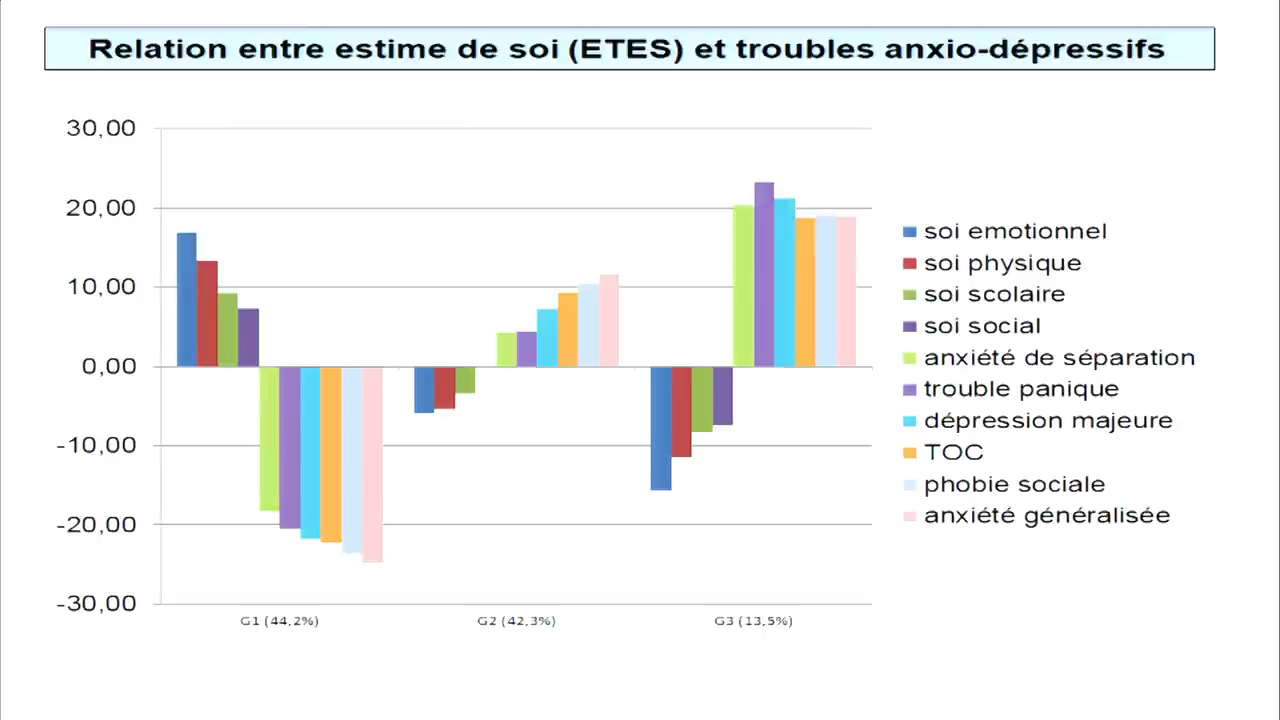 Relation entre estime de soi (ETES) et troubles anxio-dépressifs
30,00
20,00
10,00
0,00
-10,00
-20,00
-30,00
G1 (44,2%)
G2 (42,3%)
G3 (13,5%)
soi emotionnel
soi physique
soi scolaire
soi social
anxiété de séparation
trouble panique
dépression majeure
TOC
phobie sociale
anxiété généralisée